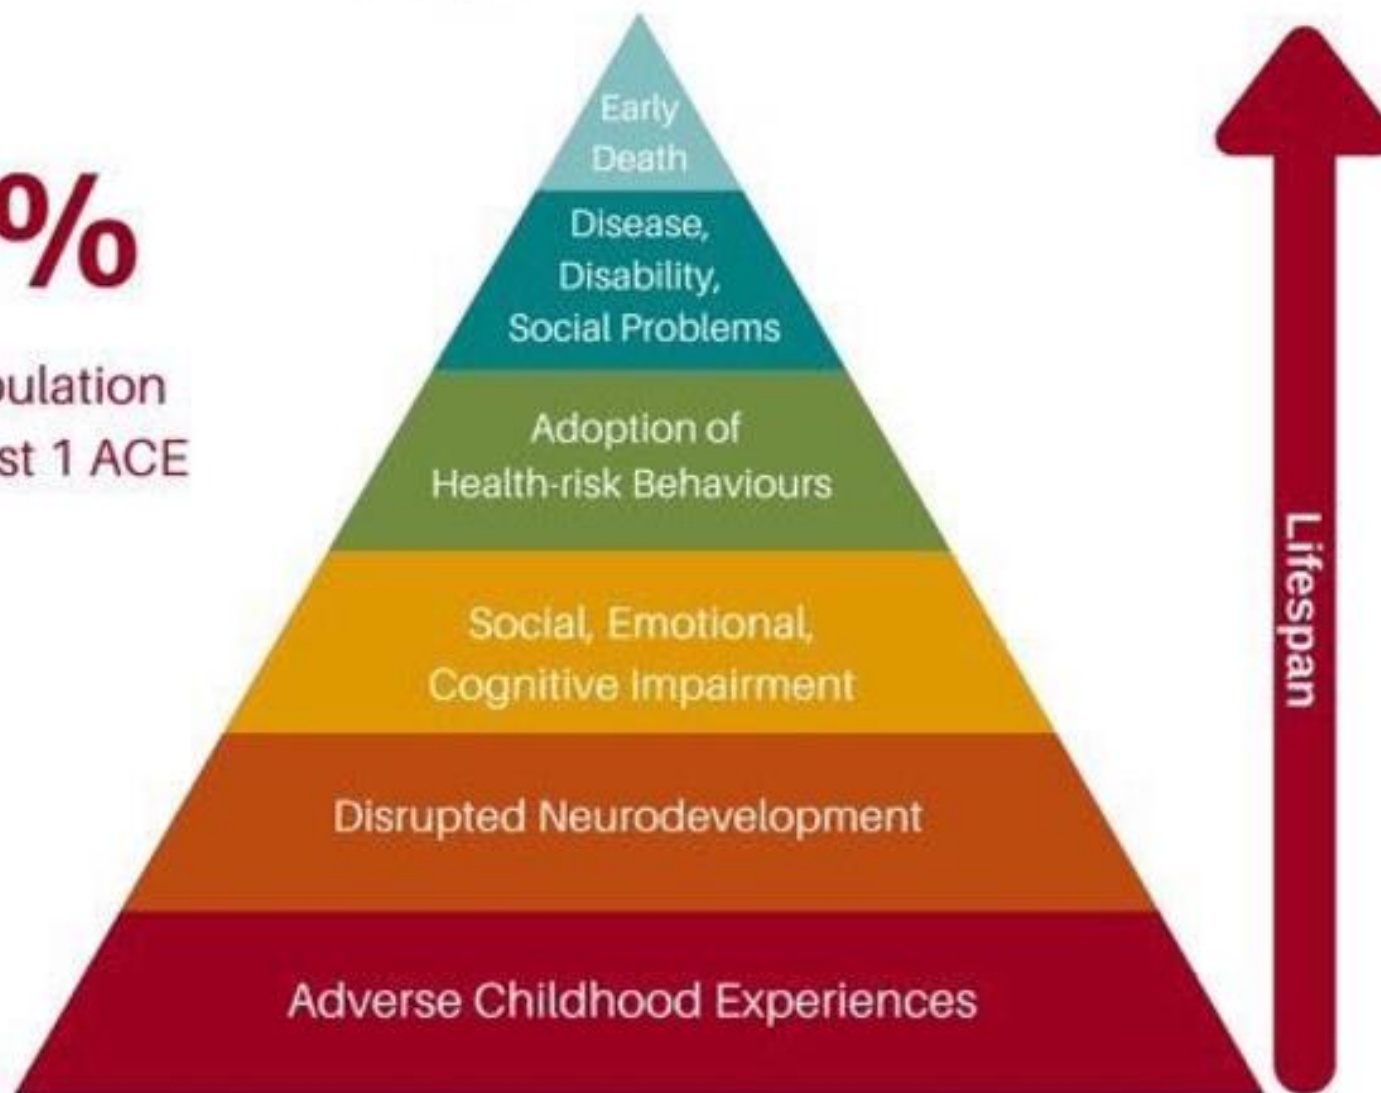 %
pulation
st 1 ACE
Early
Death
Disease,
Disability,
Social Problems
Adoption of
Health-risk Behaviours
Social, Emotional,
Cognitive Impairment
Disrupted Neurodevelopment
Adverse Childhood Experiences
Lifespan